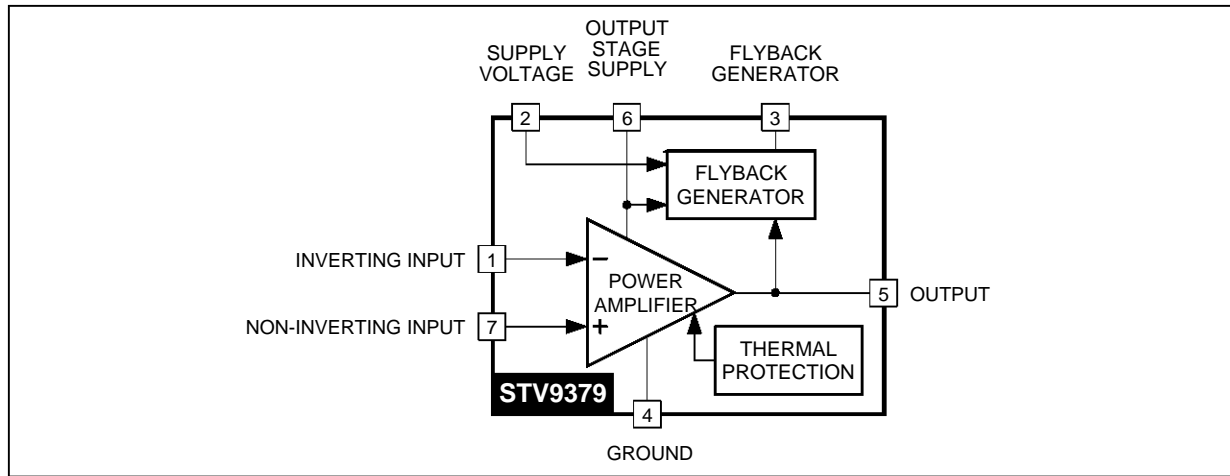 OUTPUT
STAGE
SUPPLY
SUPPLY
VOLTAGE
FLYBACK
GENERATOR
2
6
3
FLYBACK
GENERATOR
INVERTING INPUT
1
−
POWER
AMPLIFIER
5
OUTPUT
NON-INVERTING INPUT
7
+
THERMAL
PROTECTION
STV9379
4
GROUND